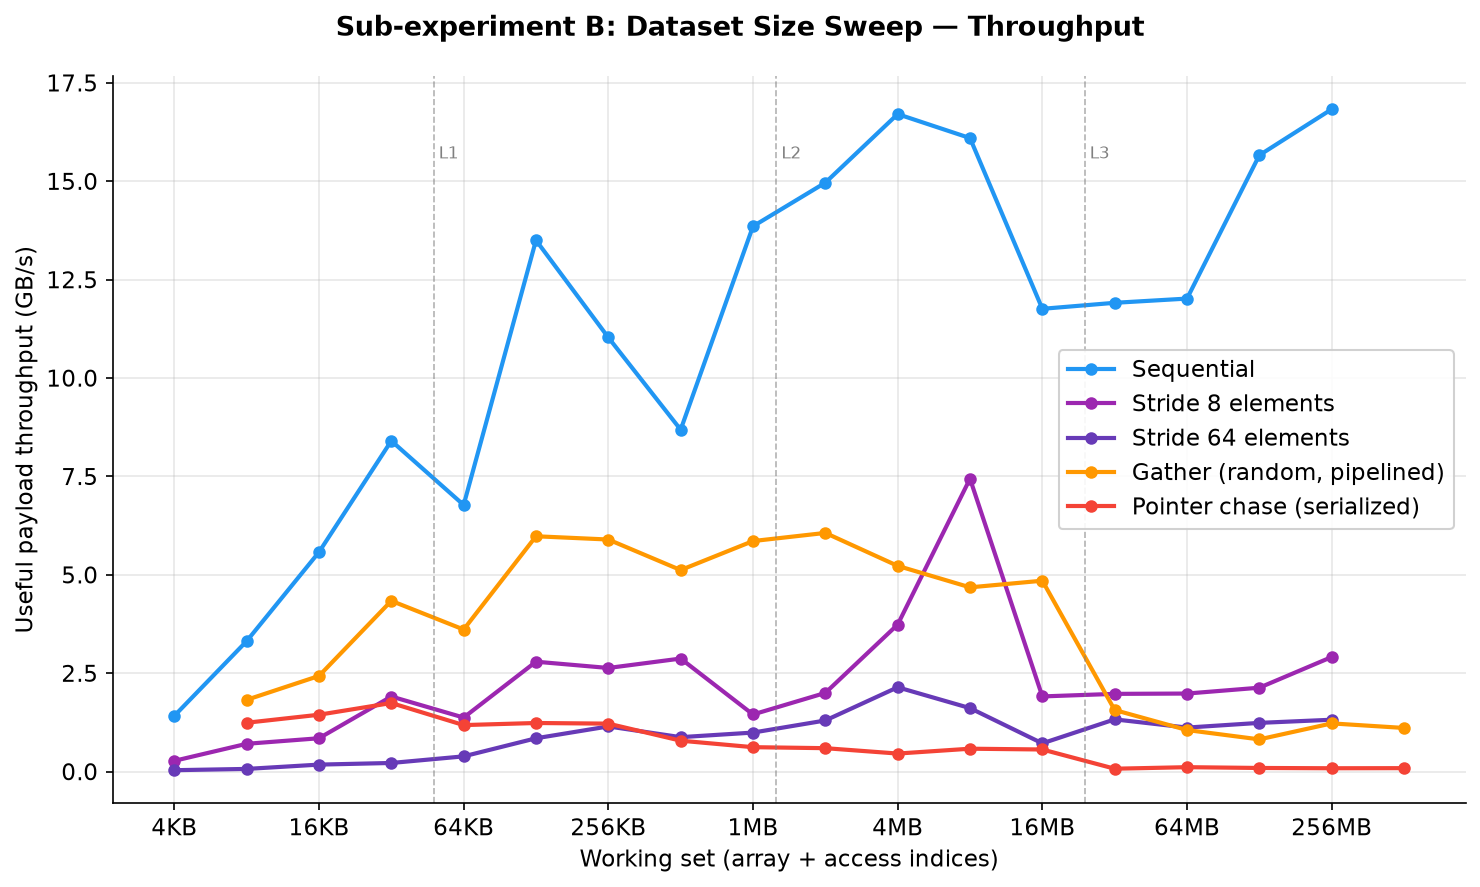 Sub-experiment B: Dataset Size Sweep — Throughput
Useful payload throughput (GB/s)
17.5
15.0
12.5
10.0
7.5
5.0
2.5
0.0
L1
L2
L3
Sequential
Stride 8 elements
Stride 64 elements
Gather (random, pipelined)
Pointer chase (serialized)
4KB 16KB 64KB 256KB 1MB 4MB 16MB 64MB 256MB
Working set (array + access indices)